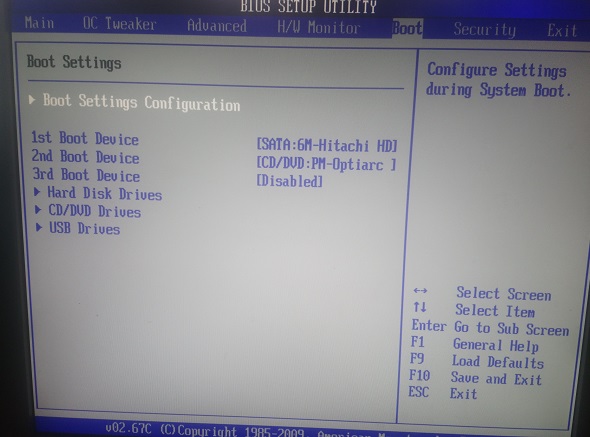 BIOS SETUP UTILITY
Main OC Tweaker Advanced H/W Monitor Boot Security Exit
Boot Settings
Boot Settings Configuration
1st Boot Device [SATA:6M-Hitachi HD]
2nd Boot Device [CD/DVD:PM-Optiarc ]
3rd Boot Device [Disabled]
Hard Disk Drives
CD/DVD Drives
USB Drives
Configure Settings
during System Boot.
↔ Select Screen
↑↓ Select Item
Enter Go to Sub Screen
F1 General Help
F9 Load Defaults
F10 Save and Exit
ESC Exit
v02.67C (C)Copyright 1985-2009, American